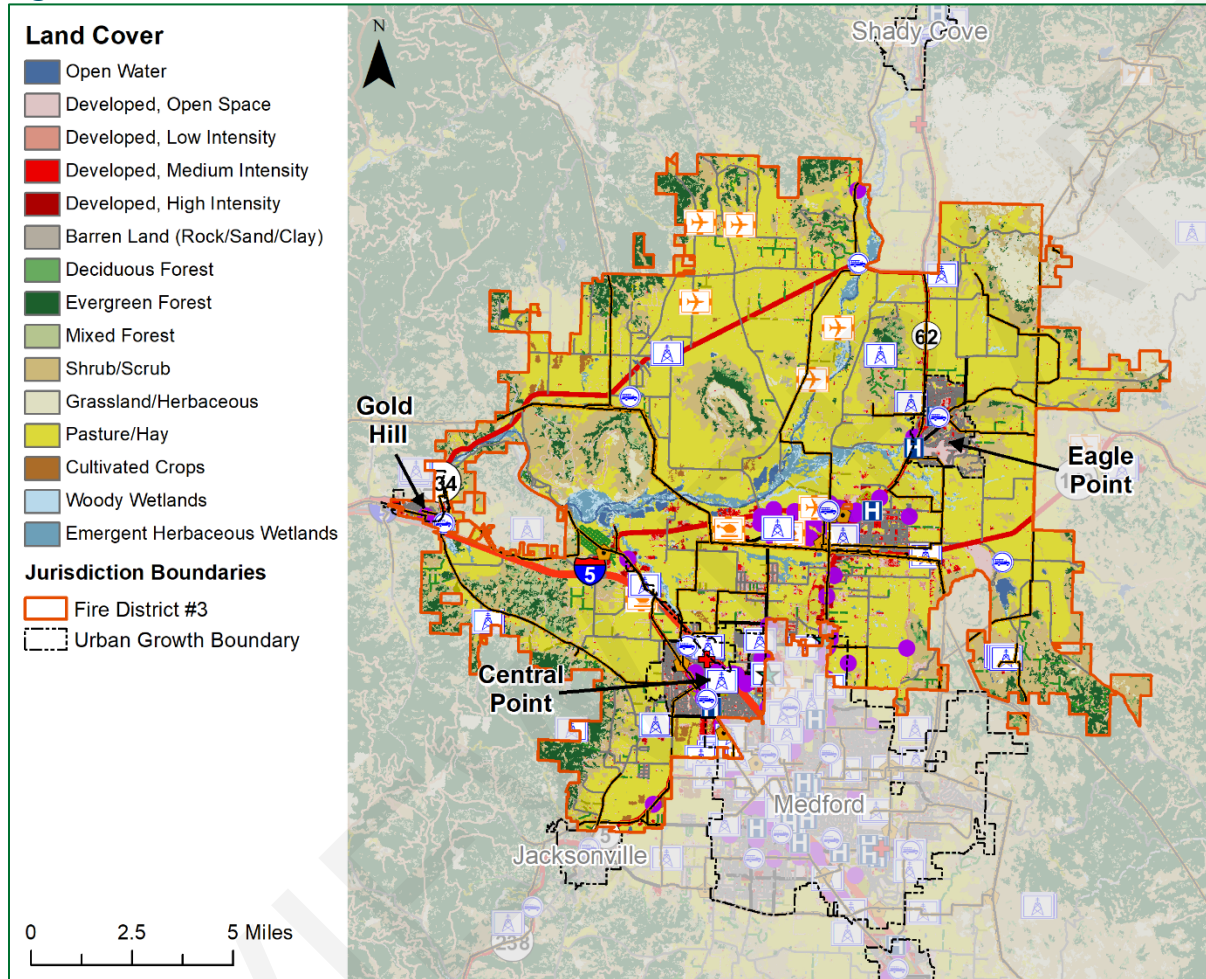 Land Cover
Open Water
Developed, Open Space
Developed, Low Intensity
Developed, Medium Intensity
Developed, High Intensity
Barren Land (Rock/Sand/Clay)
Deciduous Forest
Evergreen Forest
Mixed Forest
Shrub/Scrub
Grassland/Herbaceous
Pasture/Hay
Cultivated Crops
Woody Wetlands
Emergent Herbaceous Wetlands
Jurisdiction Boundaries
Fire District #3
Urban Growth Boundary
0 2.5 5 Miles
N
Shady Cove
62
Gold
Hill
34
Eagle
Point
H
H
5
Central
Point
H
Medford
H
H
H
H
H
Jacksonville
238